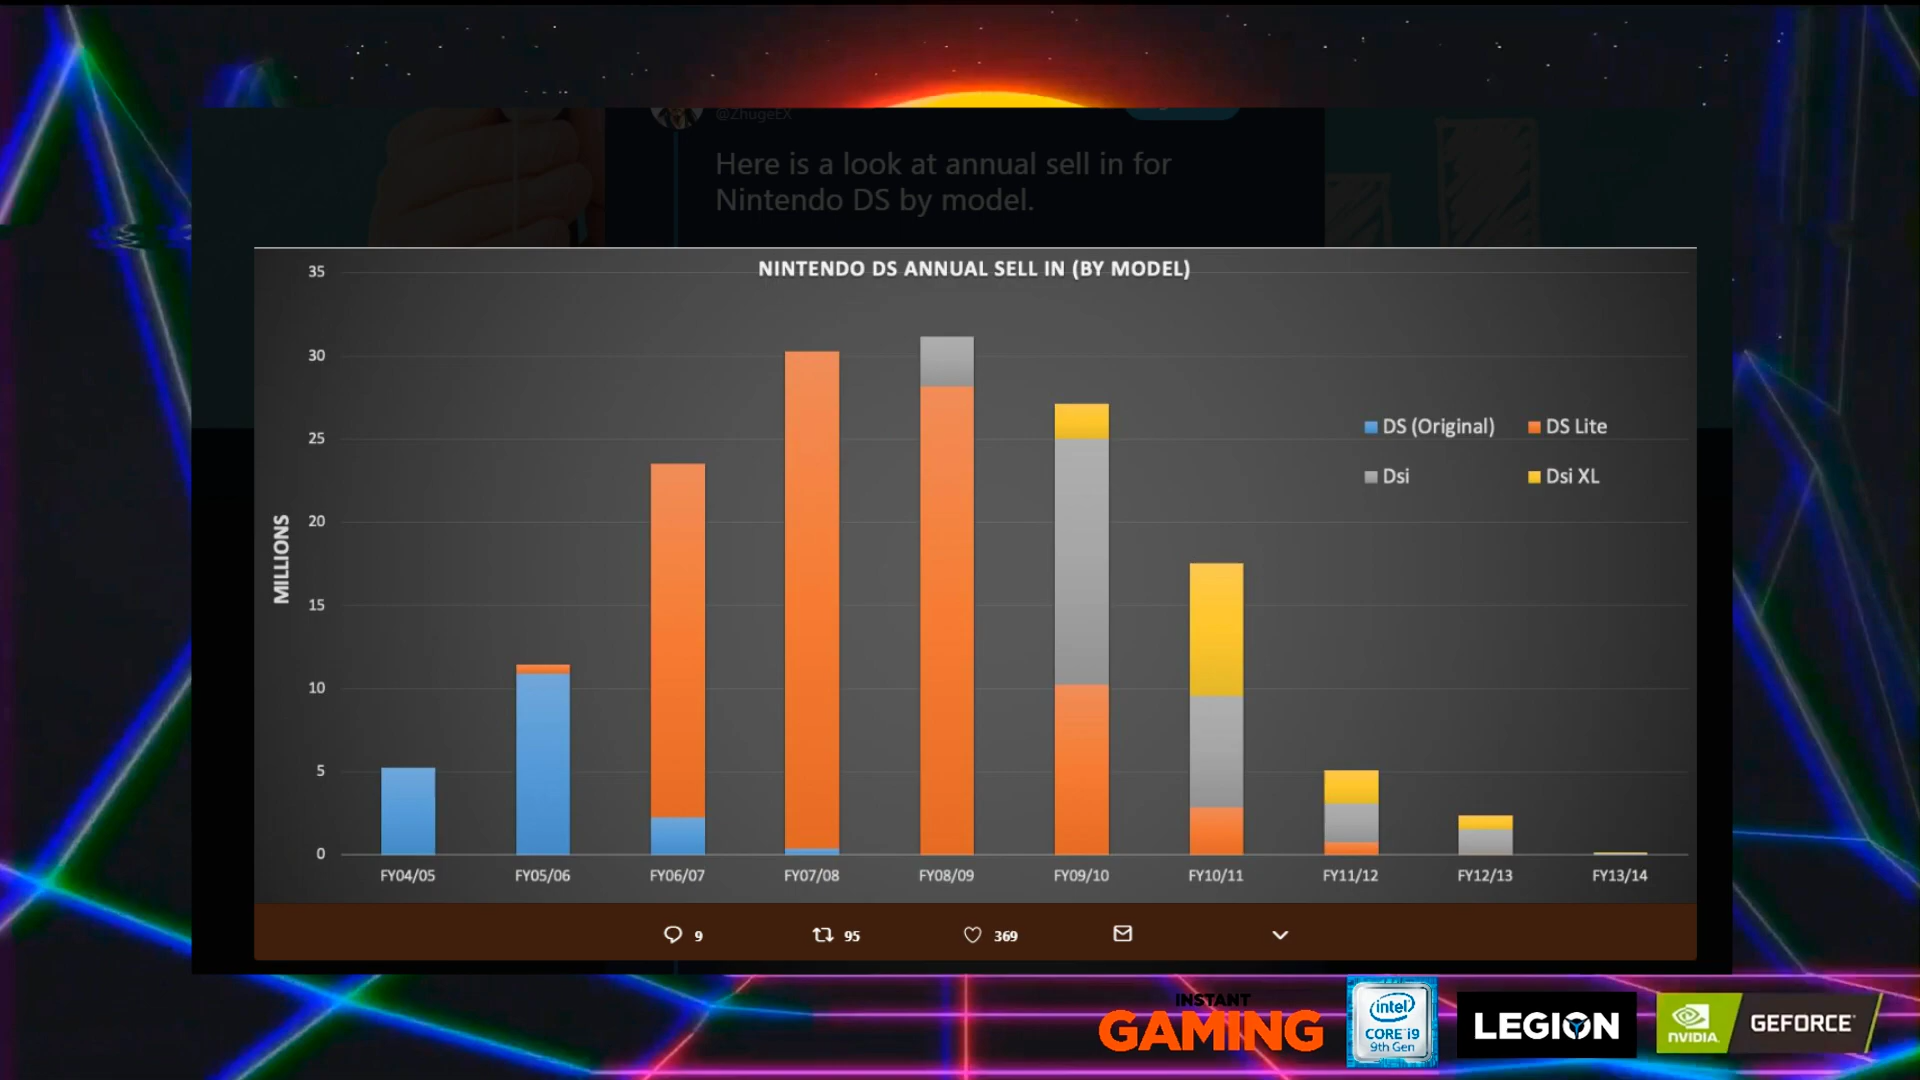 @ZhugeEX
Here is a look at annual sell in for
Nintendo DS by model.
NINTENDO DS ANNUAL SELL IN (BY MODEL)
35
30
25
20
15
10
5
0
MILLIONS
DS (Original)
DS Lite
Dsi
Dsi XL
FY04/05
FY05/06
FY06/07
FY07/08
FY08/09
FY09/10
FY10/11
FY11/12
FY12/13
FY13/14
9
95
369
INSTANT
GAMING
intel
CORE i9
9th Gen
LEGION
NVIDIA.
GEFORCE